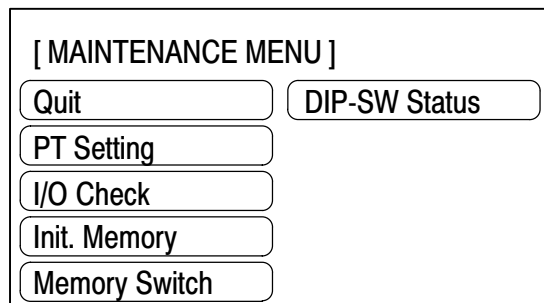 [ MAINTENANCE MENU ]
Quit
DIP-SW Status
PT Setting
I/O Check
Init. Memory
Memory Switch